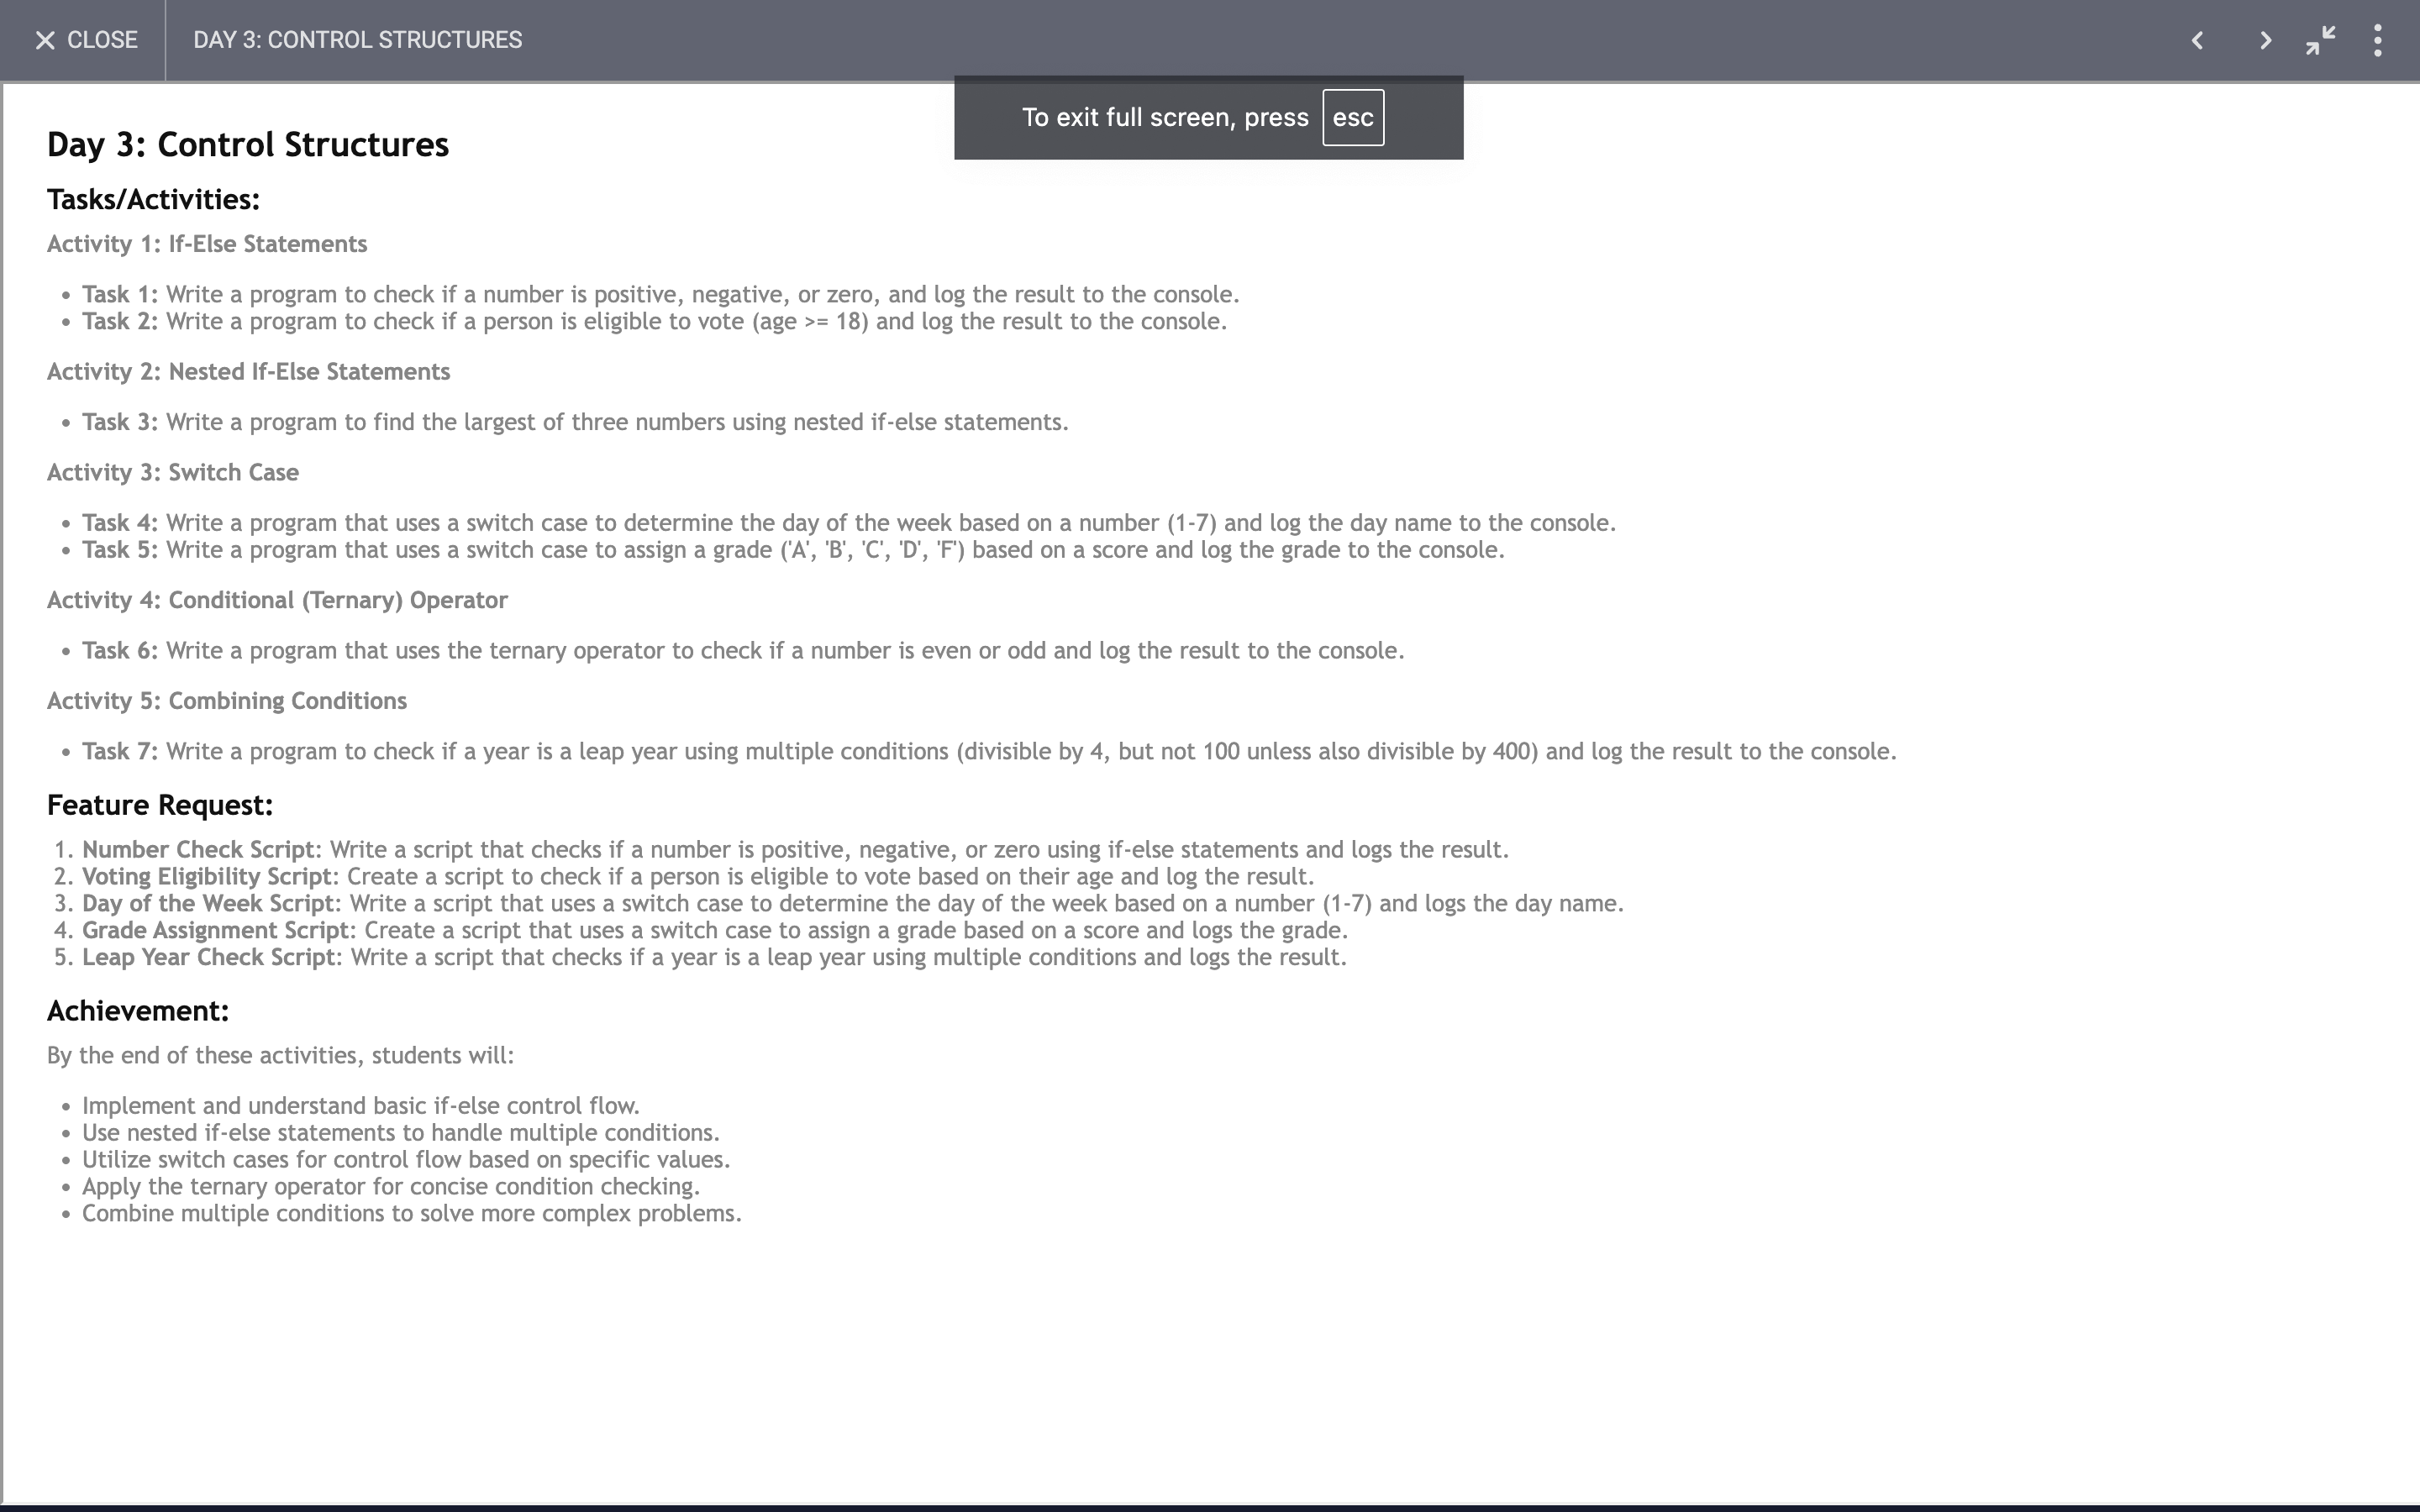 CLOSE
DAY 3: CONTROL STRUCTURES
To exit full screen, press esc
Day 3: Control Structures
Tasks/Activities:
Activity 1: If-Else Statements
• Task 1: Write a program to check if a number is positive, negative, or zero, and log the result to the console.
• Task 2: Write a program to check if a person is eligible to vote (age >= 18) and log the result to the console.
Activity 2: Nested If-Else Statements
• Task 3: Write a program to find the largest of three numbers using nested if-else statements.
Activity 3: Switch Case
• Task 4: Write a program that uses a switch case to determine the day of the week based on a number (1-7) and log the day name to the console.
• Task 5: Write a program that uses a switch case to assign a grade ('A', 'B', 'C', 'D', 'F') based on a score and log the grade to the console.
Activity 4: Conditional (Ternary) Operator
• Task 6: Write a program that uses the ternary operator to check if a number is even or odd and log the result to the console.
Activity 5: Combining Conditions
• Task 7: Write a program to check if a year is a leap year using multiple conditions (divisible by 4, but not 100 unless also divisible by 400) and log the result to the console.
Feature Request:
1. Number Check Script: Write a script that checks if a number is positive, negative, or zero using if-else statements and logs the result.
2. Voting Eligibility Script: Create a script to check if a person is eligible to vote based on their age and log the result.
3. Day of the Week Script: Write a script that uses a switch case to determine the day of the week based on a number (1-7) and logs the day name.
4. Grade Assignment Script: Create a script that uses a switch case to assign a grade based on a score and logs the grade.
5. Leap Year Check Script: Write a script that checks if a year is a leap year using multiple conditions and logs the result.
Achievement:
By the end of these activities, students will:
• Implement and understand basic if-else control flow.
• Use nested if-else statements to handle multiple conditions.
• Utilize switch cases for control flow based on specific values.
• Apply the ternary operator for concise condition checking.
• Combine multiple conditions to solve more complex problems.